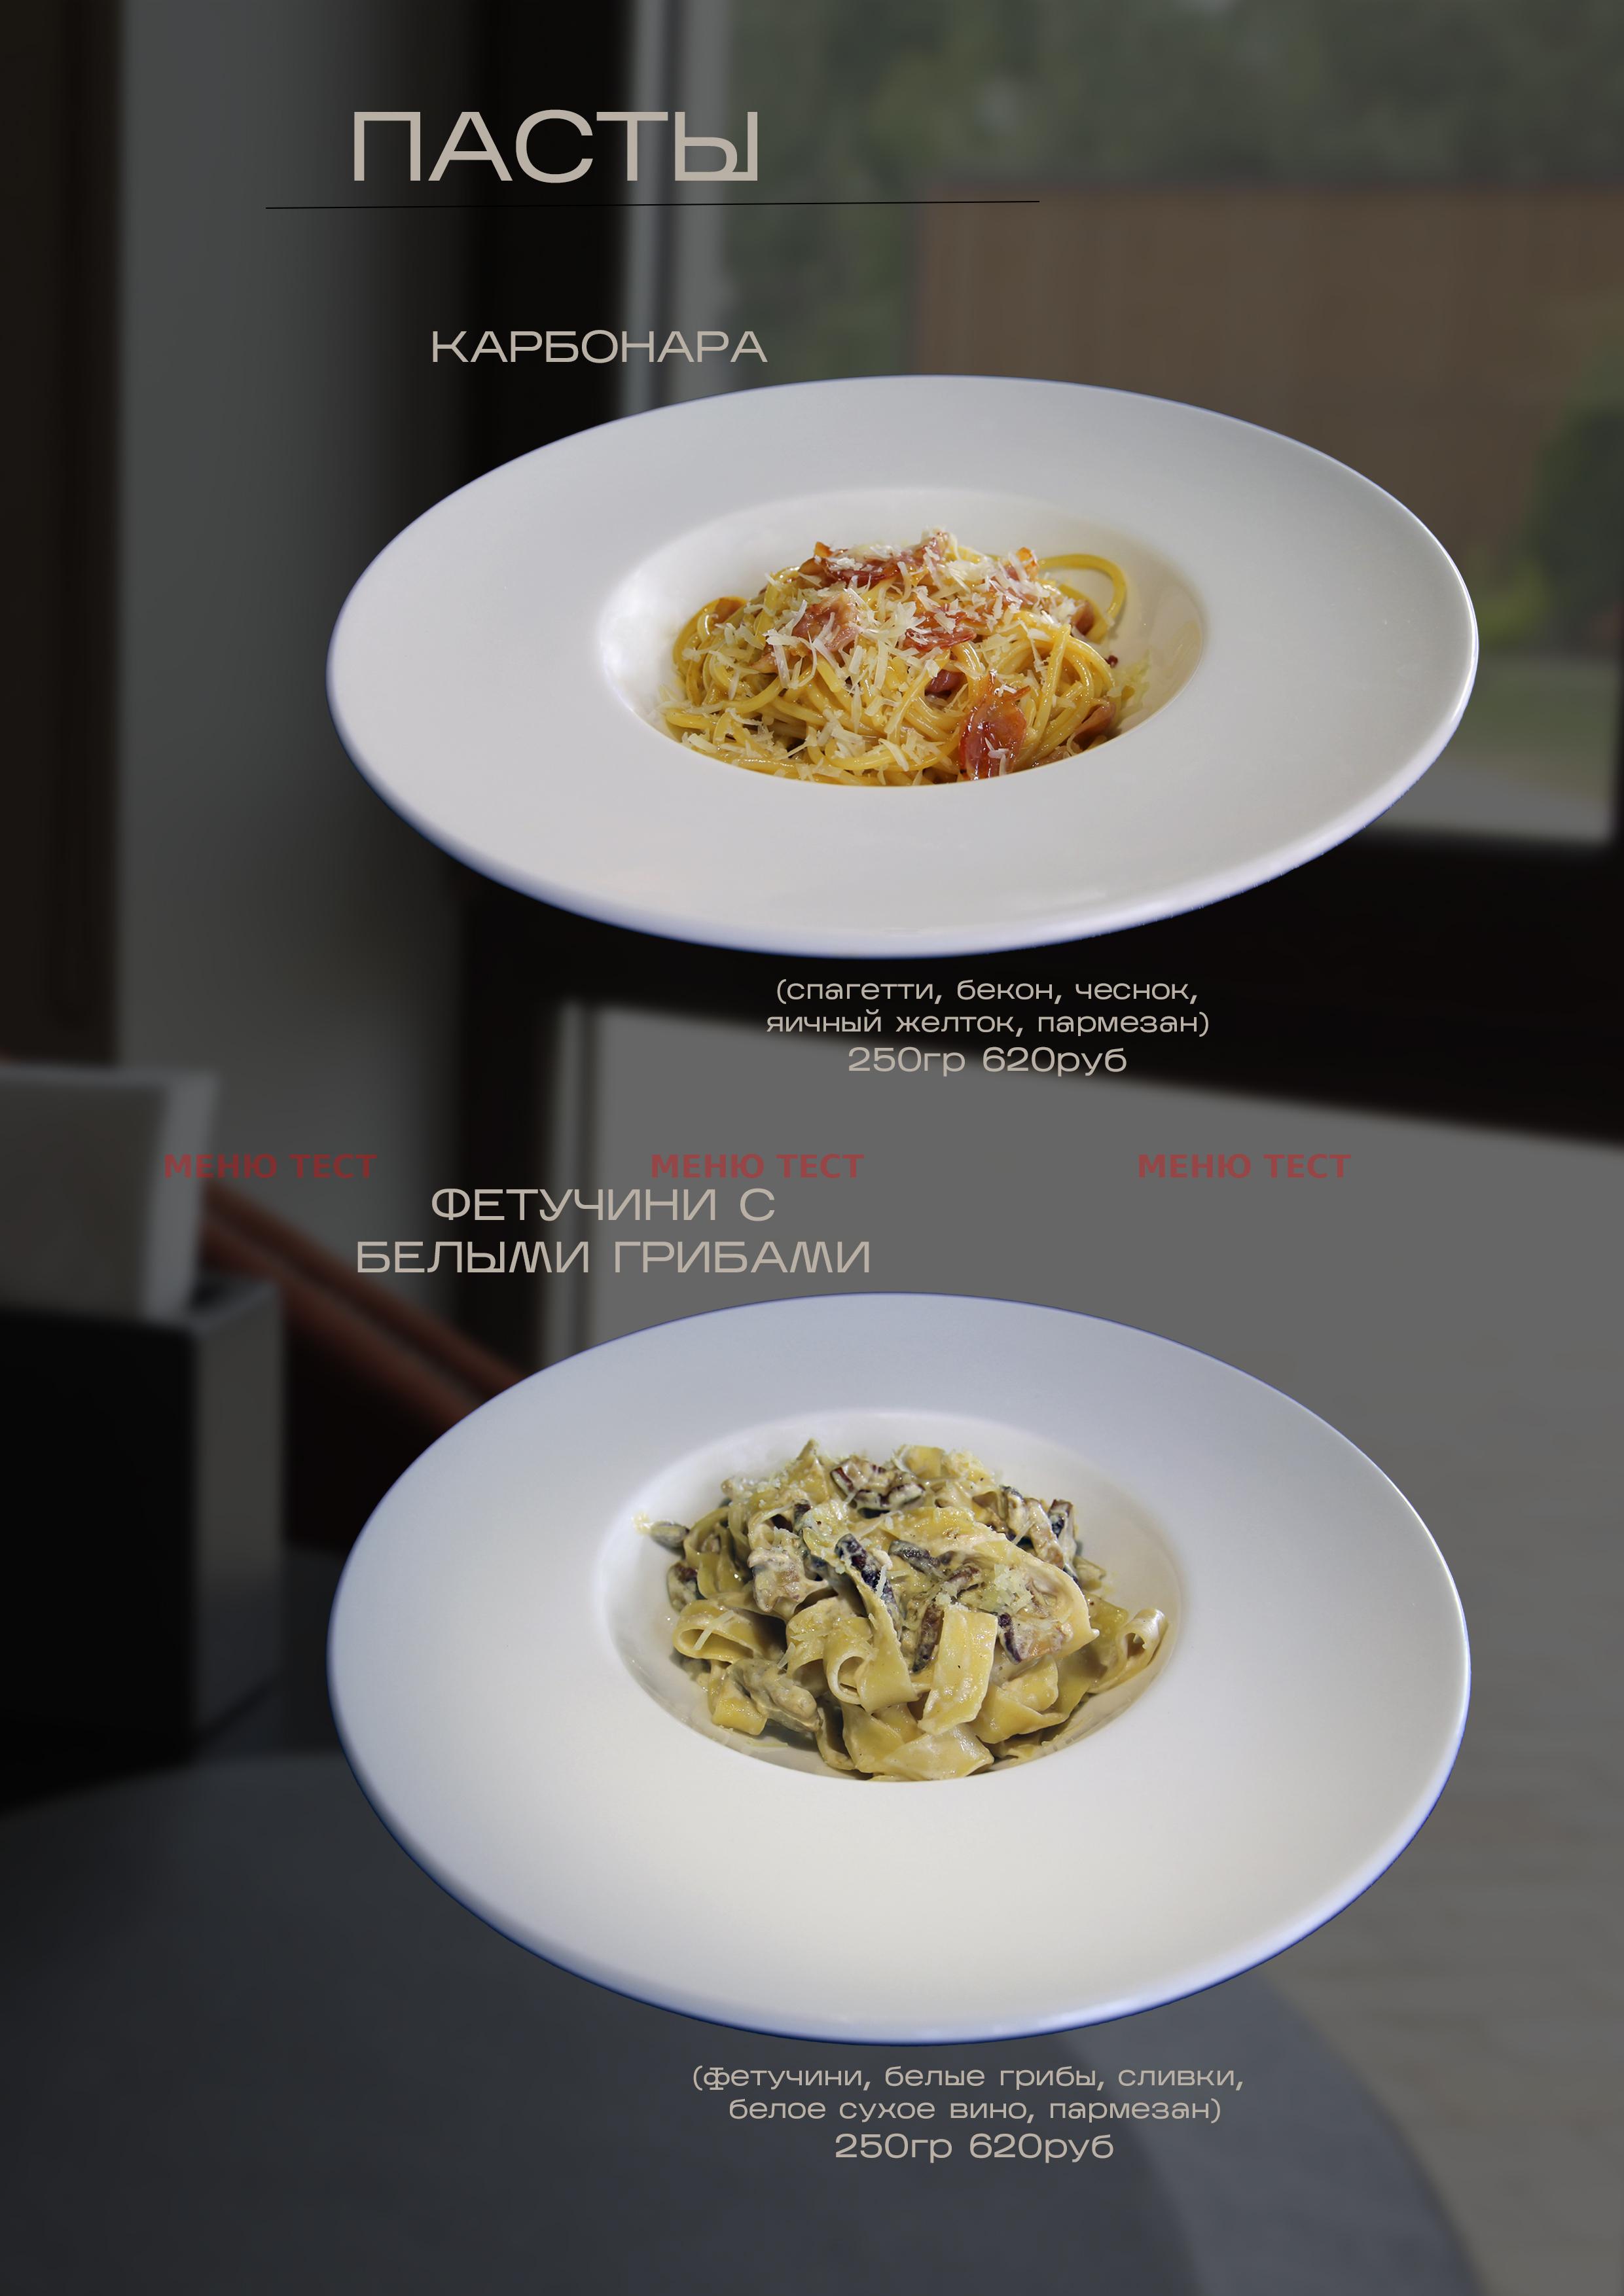 ПАСТЫ
КАРБОНАРА
(спагетти, бекон, чеснок,
яичный желток, пармезан)
250гр 620руб
МЕНЮ ТЕСТ МЕНЮ ТЕСТ МЕНЮ ТЕСТ
ФЕТУЧИНИ С
БЕЛЫМИ ГРИБАМИ
(фетучини, белые грибы, сливки,
белое сухое вино, пармезан)
250гр 620руб